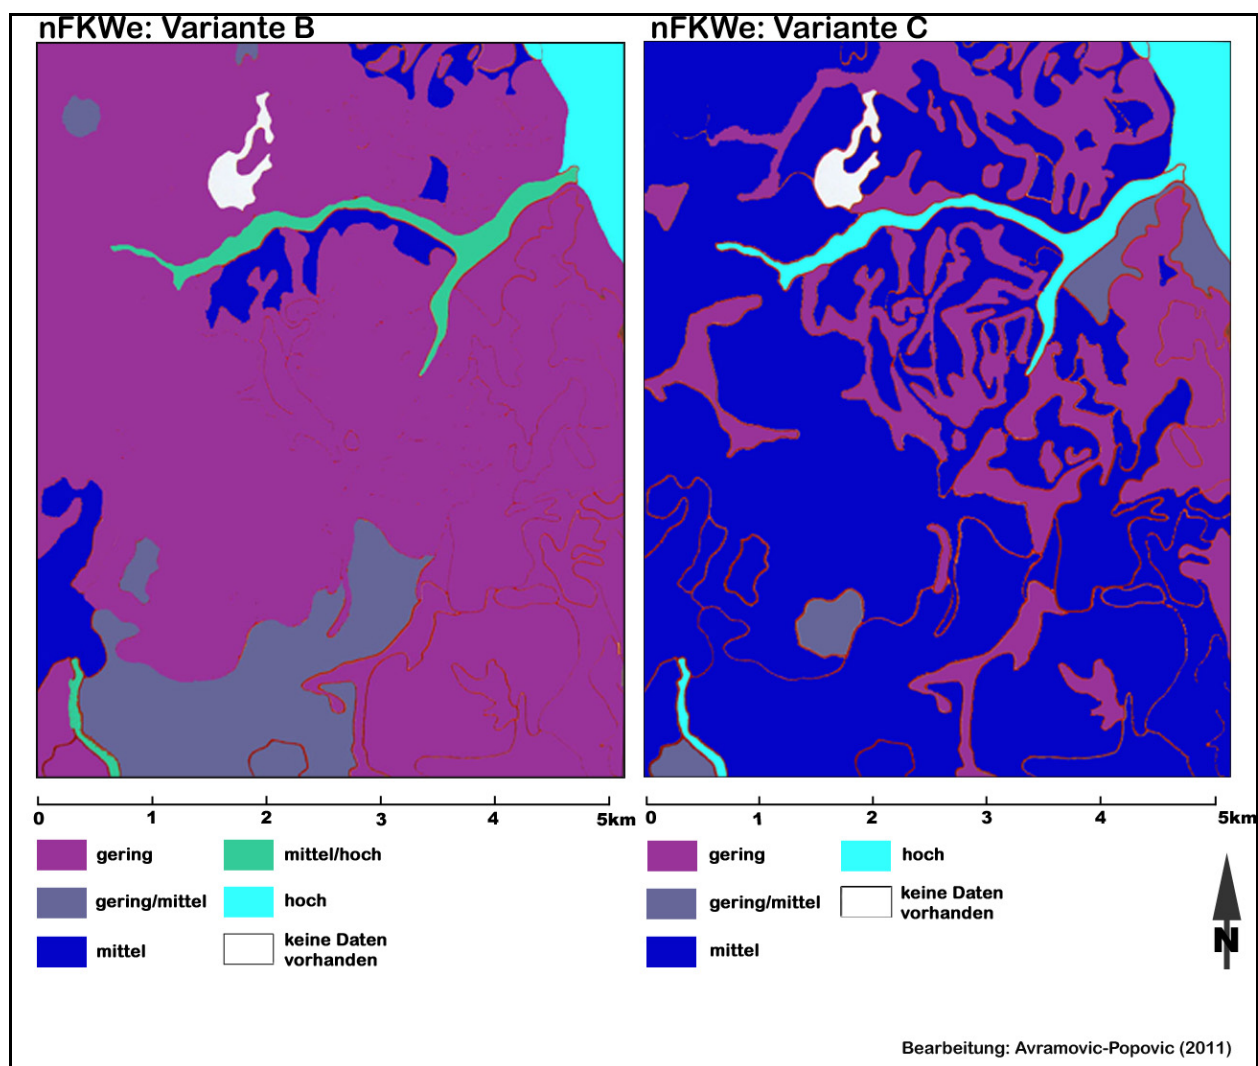 nFKWe: Variante B
nFKWe: Variante C
0 1 2 3 4 5km
0 1 2 3 4 5km
gering
gering/mittel
mittel
mittel/hoch
hoch
keine Daten
vorhanden
gering
gering/mittel
mittel
hoch
keine Daten
vorhanden
N
Bearbeitung: Avramovic-Popovic (2011)